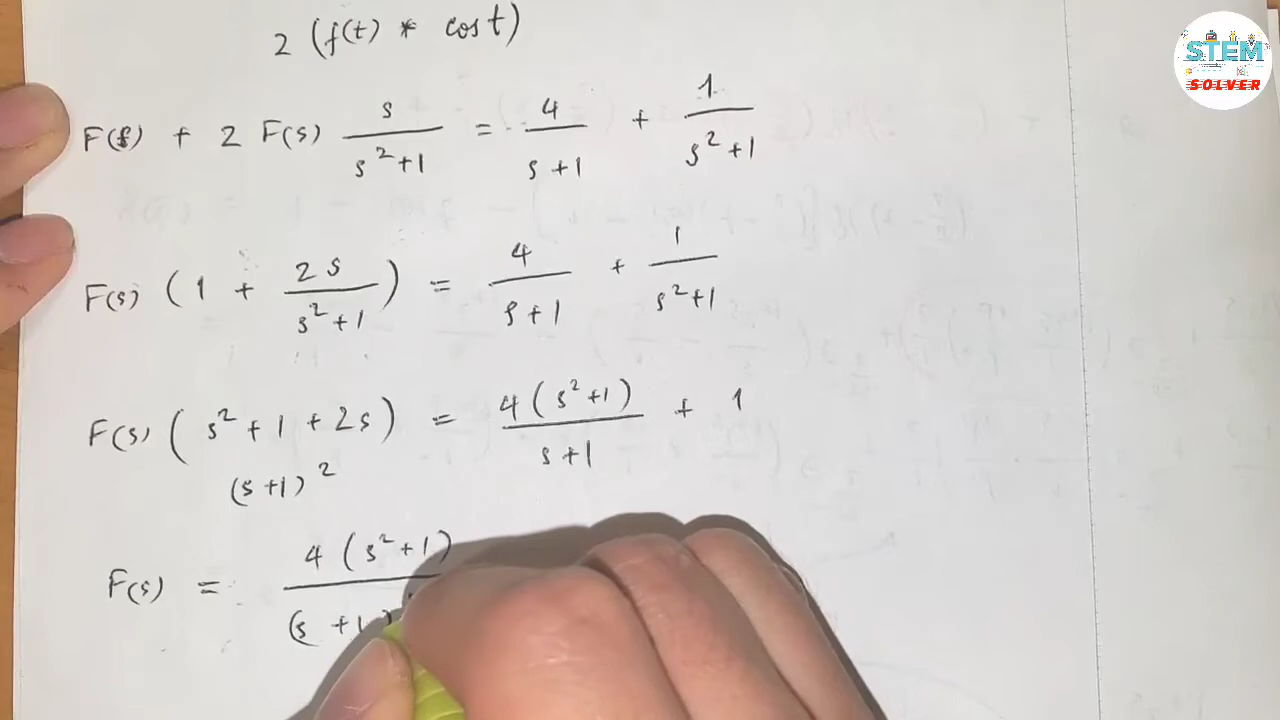 2 (f(t) * cos t)
F(f) + 2 F(s) s/(s²+1) = 4/(s+1) + 1/(s²+1)
F(s) (1 + 2s/(s²+1)) = 4/(s+1) + 1/(s²+1)
F(s) (s²+1+2s) = 4(s²+1)/(s+1) + 1
(s+1)²
F(s) = 4(s²+1)/(s+1)
STEM
SOLVER